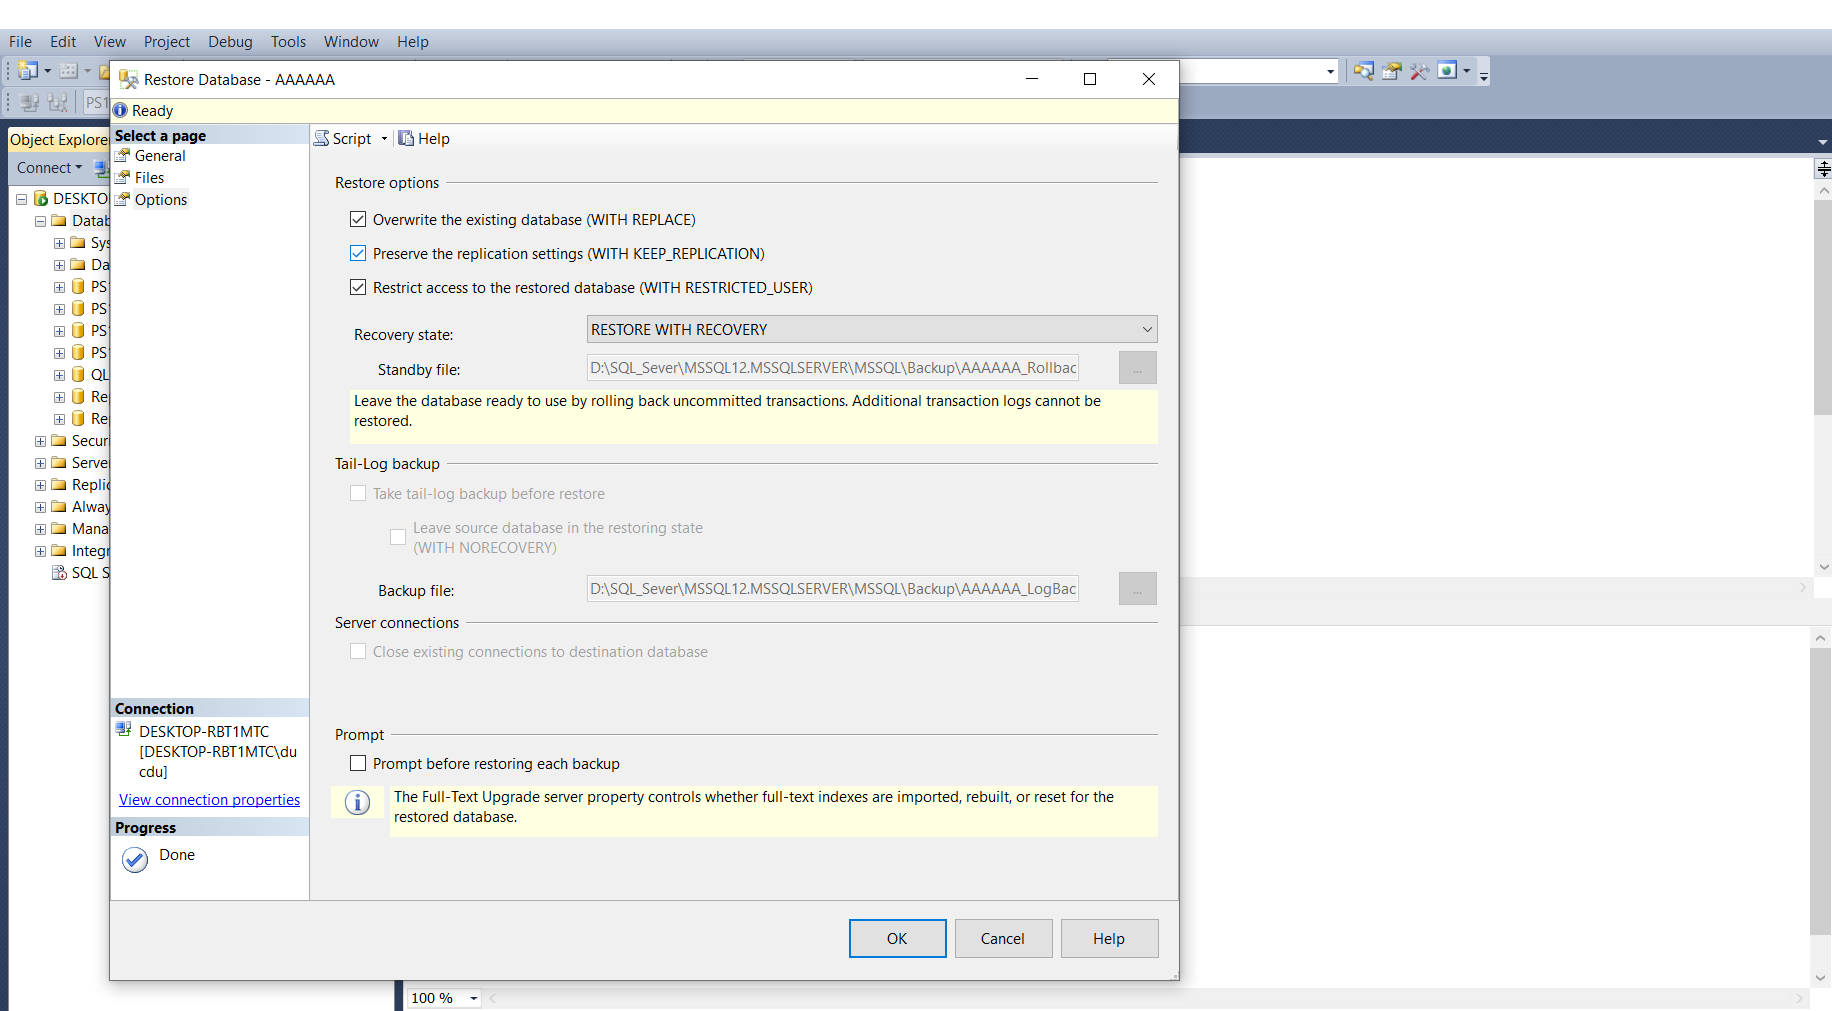 File Edit View Project Debug Tools Window Help
Restore Database - AAAAAA
PS1
Ready
Object Explore
Connect
DESKTO
Datab
Sys
Da
PS
PS
PS
PS
QL
Re
Re
Secur
Serve
Replic
Alway
Mana
Integr
SQL S
Select a page
General
Files
Options
Connection
DESKTOP-RBT1MTC
[DESKTOP-RBT1MTC\du
cdu]
View connection properties
Progress
Done
Script Help
Restore options
Overwrite the existing database (WITH REPLACE)
Preserve the replication settings (WITH KEEP_REPLICATION)
Restrict access to the restored database (WITH RESTRICTED_USER)
Recovery state: RESTORE WITH RECOVERY
Standby file: D:\SQL_Sever\MSSQL12.MSSQLSERVER\MSSQL\Backup\AAAAAA_Rollbac ...
Leave the database ready to use by rolling back uncommitted transactions. Additional transaction logs cannot be
restored.
Tail-Log backup
Take tail-log backup before restore
Leave source database in the restoring state
(WITH NORECOVERY)
Backup file: D:\SQL_Sever\MSSQL12.MSSQLSERVER\MSSQL\Backup\AAAAAA_LogBac ...
Server connections
Close existing connections to destination database
Prompt
Prompt before restoring each backup
The Full-Text Upgrade server property controls whether full-text indexes are imported, rebuilt, or reset for the
restored database.
OK Cancel Help
100 %